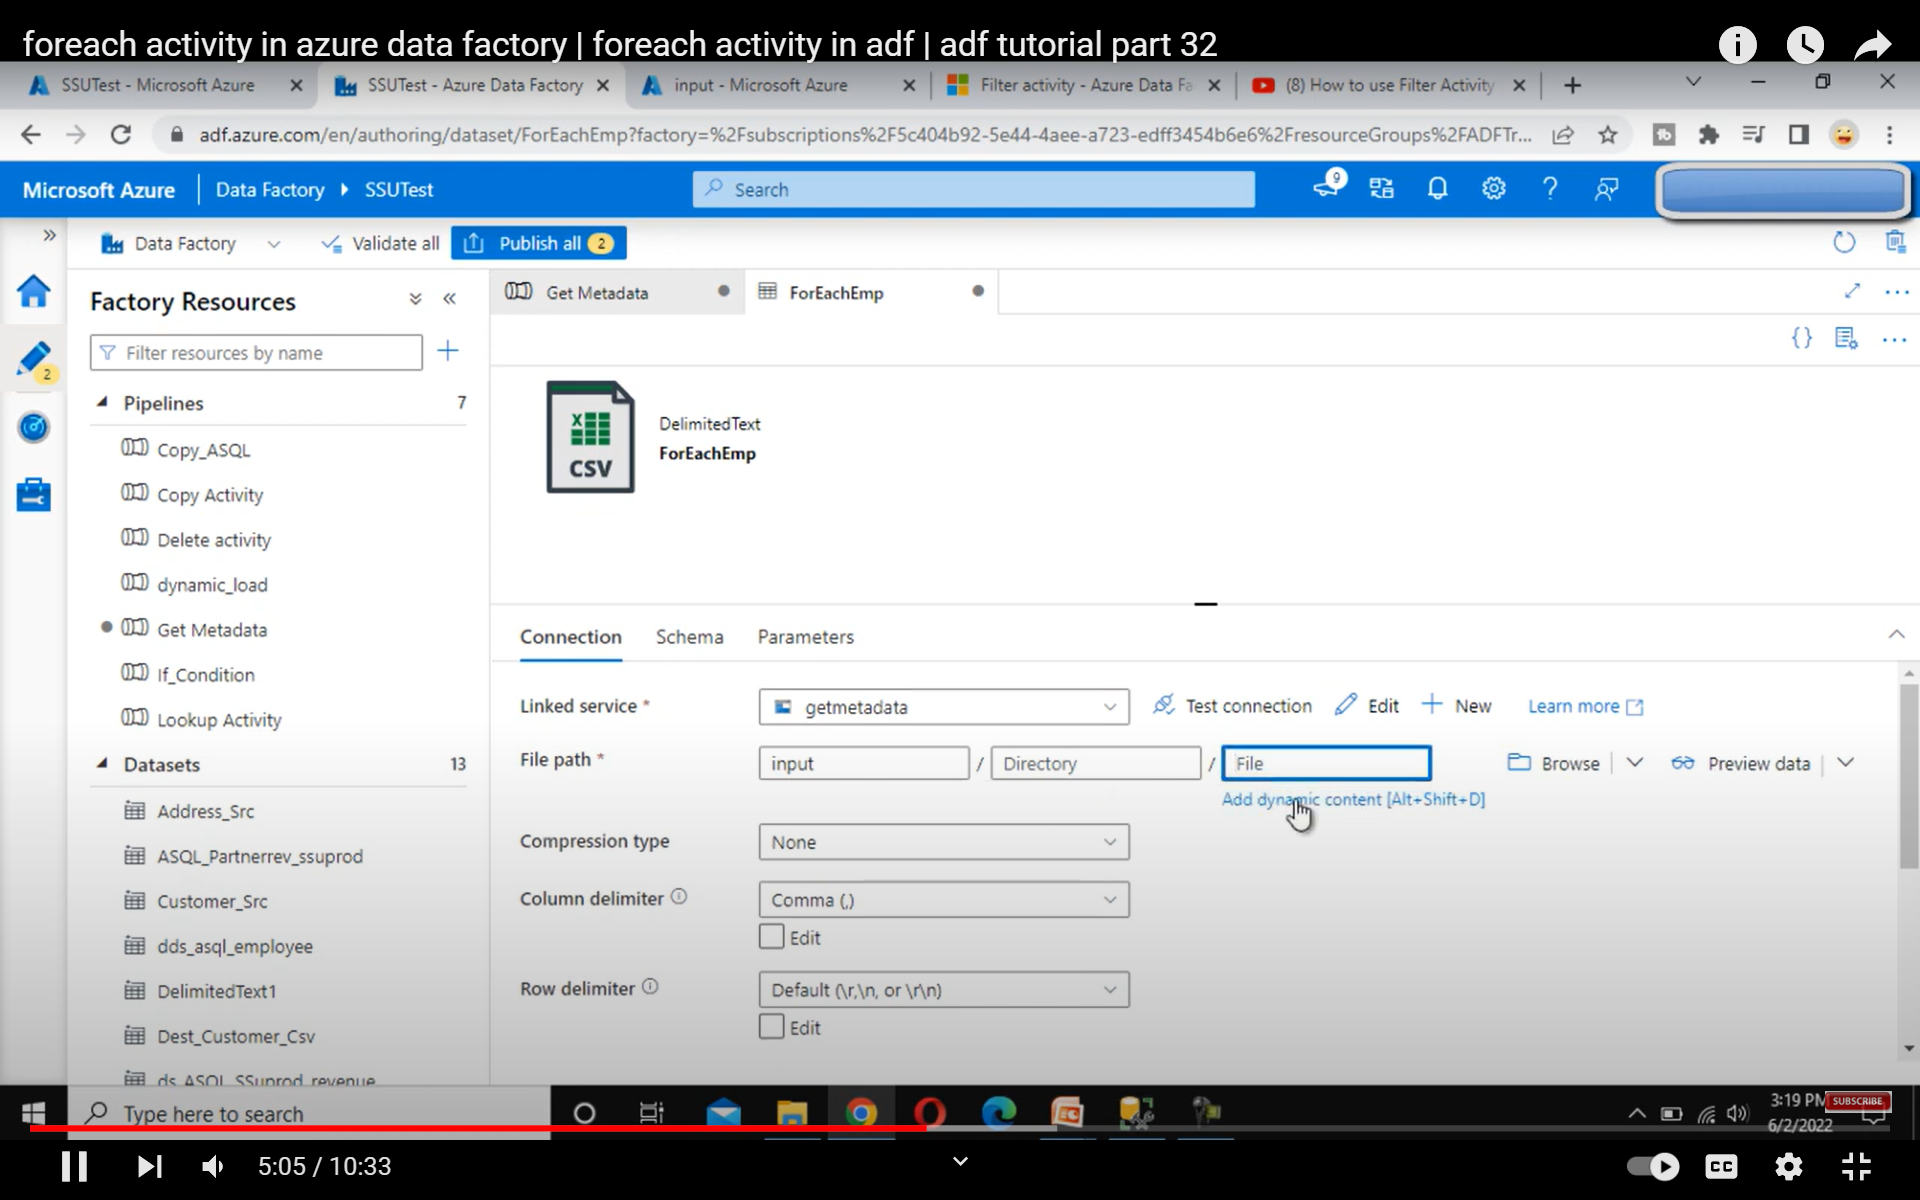 foreach activity in azure data factory | foreach activity in adf | adf tutorial part 32
SSUTest - Microsoft Azure
SSUTest - Azure Data Factory
input - Microsoft Azure
Filter activity - Azure Data Fa
(8) How to use Filter Activity
adf.azure.com/en/authoring/dataset/ForEachEmp?factory=%2Fsubscriptions%2F5c404b92-5e44-4aee-a723-edff3454b6e6%2FresourceGroups%2FADFTr...
Microsoft Azure
Data Factory
SSUTest
Search
9
Data Factory
Validate all
Publish all 2
Factory Resources
Get Metadata
ForEachEmp
Filter resources by name
2
Pipelines 7
Copy_ASQL
Copy Activity
Delete activity
dynamic_load
Get Metadata
If_Condition
Lookup Activity
Datasets 13
Address_Src
ASQL_Partnerrev_ssuprod
Customer_Src
dds_asql_employee
DelimitedText1
Dest_Customer_Csv
ds_ASQL_SSuprod_revenue
X
CSV
DelimitedText
ForEachEmp
Connection Schema Parameters
Linked service * getmetadata Test connection Edit + New Learn more
File path * input / Directory / File Browse Preview data
Add dynamic content [Alt+Shift+D]
Compression type None
Column delimiter Comma (,)
Edit
Row delimiter Default (\r,\n, or \r\n)
Edit
Type here to search
3:19 PM
SUBSCRIBE
6/2/2022
5:05 / 10:33
CC